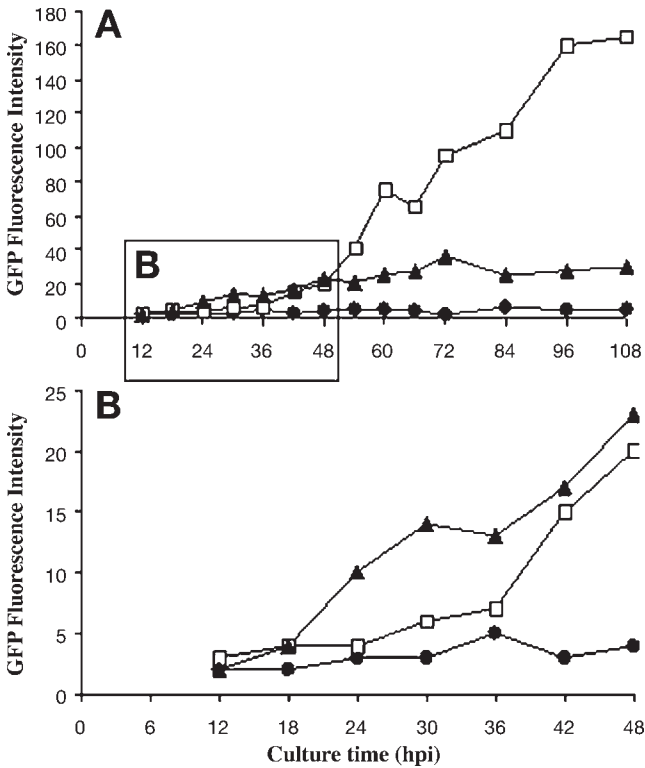 A
GFP Fluorescence Intensity
180
160
140
120
100
80
60
40
20
0
B
0 12 24 36 48 60 72 84 96 108
B
GFP Fluorescence Intensity
25
20
15
10
5
0
0 6 12 18 24 30 36 42 48
Culture time (hpi)